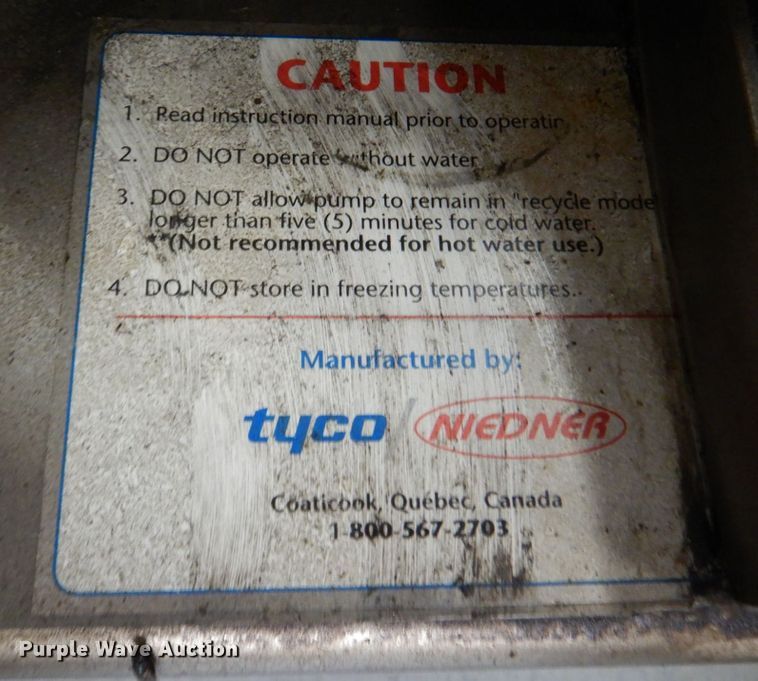 CAUTION
1. Read instruction manual prior to operatin
2. DO NOT operate without water
3. DO NOT allow pump to remain in "recycle mode
longer than five (5) minutes for cold water.
**(Not recommended for hot water use.)
4. DO NOT store in freezing temperatures.
Manufactured by:
tyco / NIEDNER
Coaticook, Québec, Canada
1-800-567-2703
Purple Wave Auction